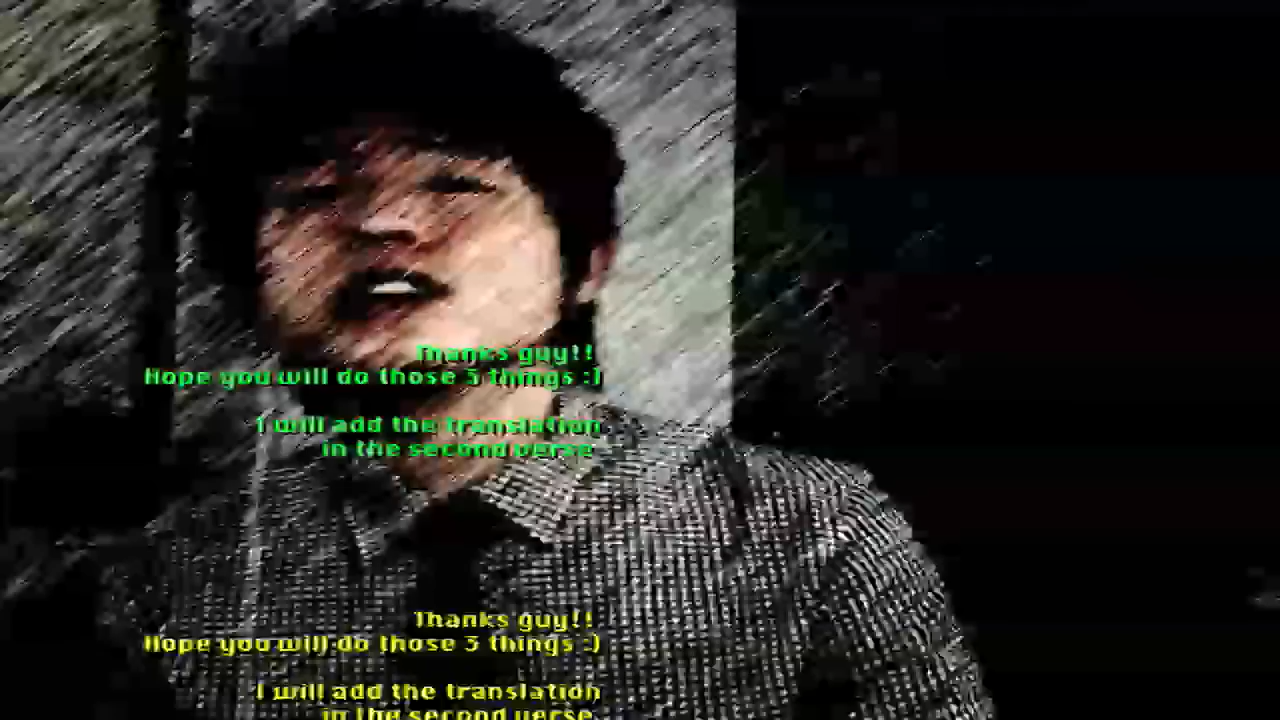 Thanks guy!!
Hope you will do those 3 things :)
I will add the translation
in the second verse
Thanks guy!!
Hope you will do those 3 things :)
I will add the translation
in the second verse